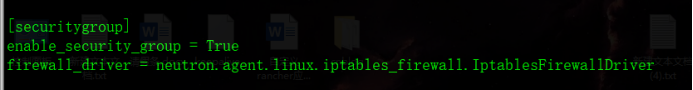 [securitygroup]
enable_security_group = True
firewall_driver = neutron.agent.linux.iptables_firewall.IptablesFirewallDriver